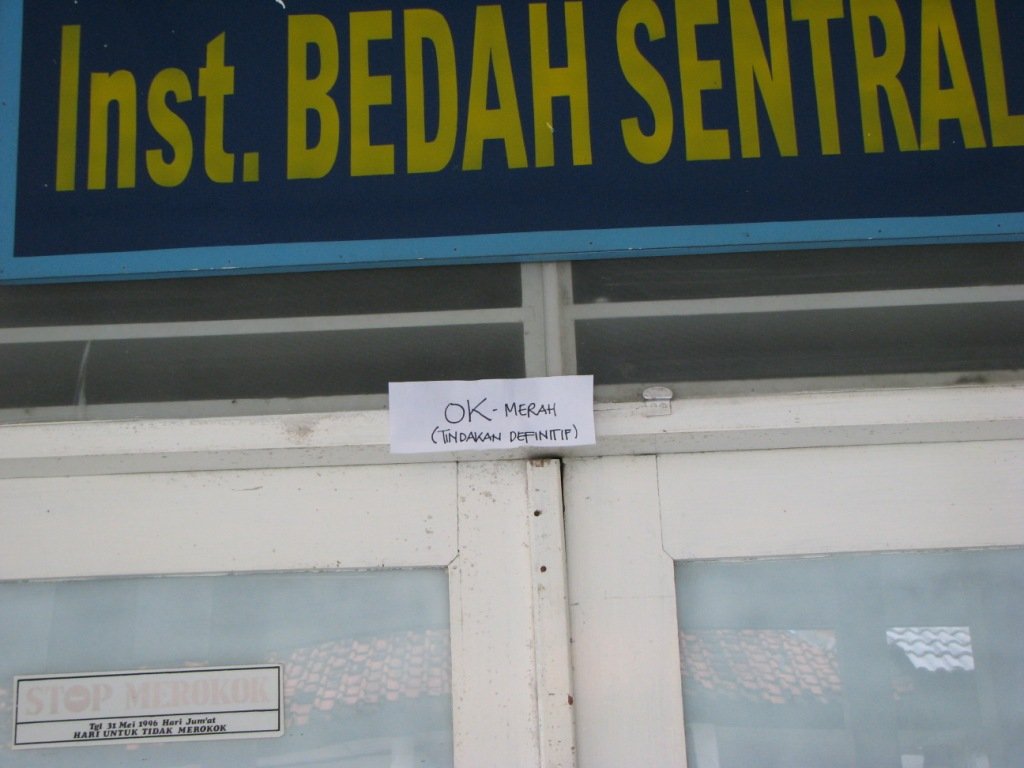 Inst. BEDAH SENTRAL
OK - MERAH
(TINDAKAN DEFINITIF)
STOP MEROKOK
Tgl 31 Mei 1996 Hari Jum'at
HARI UNTUK TIDAK MEROKOK